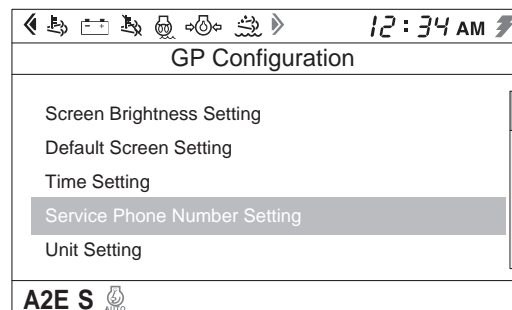 12:34 AM
GP Configuration
Screen Brightness Setting
Default Screen Setting
Time Setting
Service Phone Number Setting
Unit Setting
A2E S
AUTO